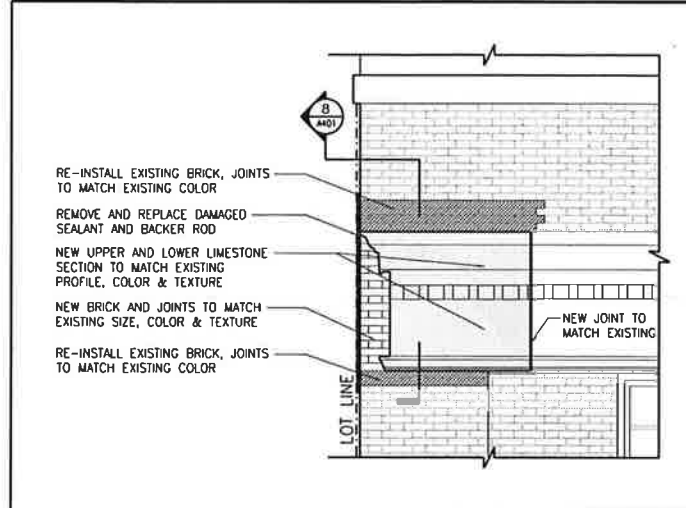 8
A401
RE-INSTALL EXISTING BRICK, JOINTS
TO MATCH EXISTING COLOR
REMOVE AND REPLACE DAMAGED
SEALANT AND BACKER ROD
NEW UPPER AND LOWER LIMESTONE
SECTION TO MATCH EXISTING
PROFILE, COLOR & TEXTURE
NEW BRICK AND JOINTS TO MATCH
EXISTING SIZE, COLOR & TEXTURE
RE-INSTALL EXISTING BRICK, JOINTS
TO MATCH EXISTING COLOR
NEW JOINT TO
MATCH EXISTING
LOT LINE